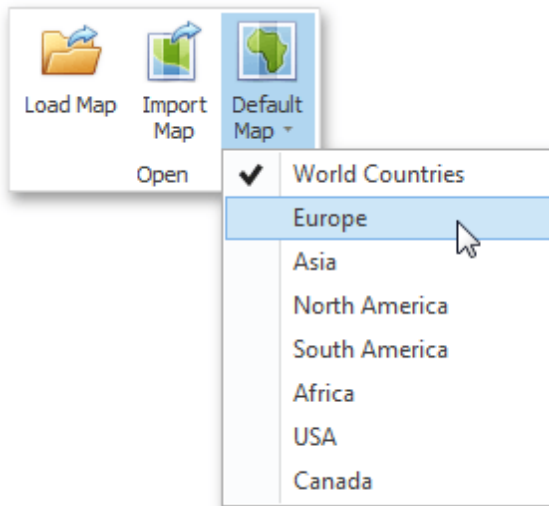 Load Map
Import
Map
Default
Map
Open
World Countries
Europe
Asia
North America
South America
Africa
USA
Canada